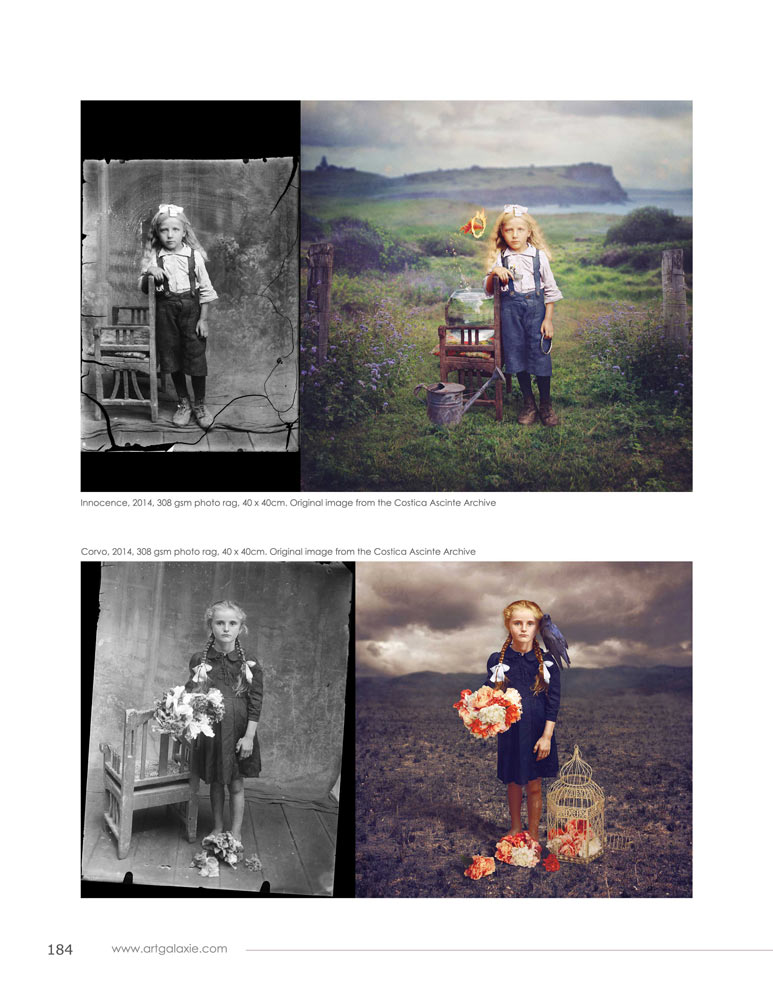 Innocence, 2014, 308 gsm photo rag, 40 x 40cm. Original image from the Costica Ascinte Archive
Corvo, 2014, 308 gsm photo rag, 40 x 40cm. Original image from the Costica Ascinte Archive
184
www.artgalaxie.com